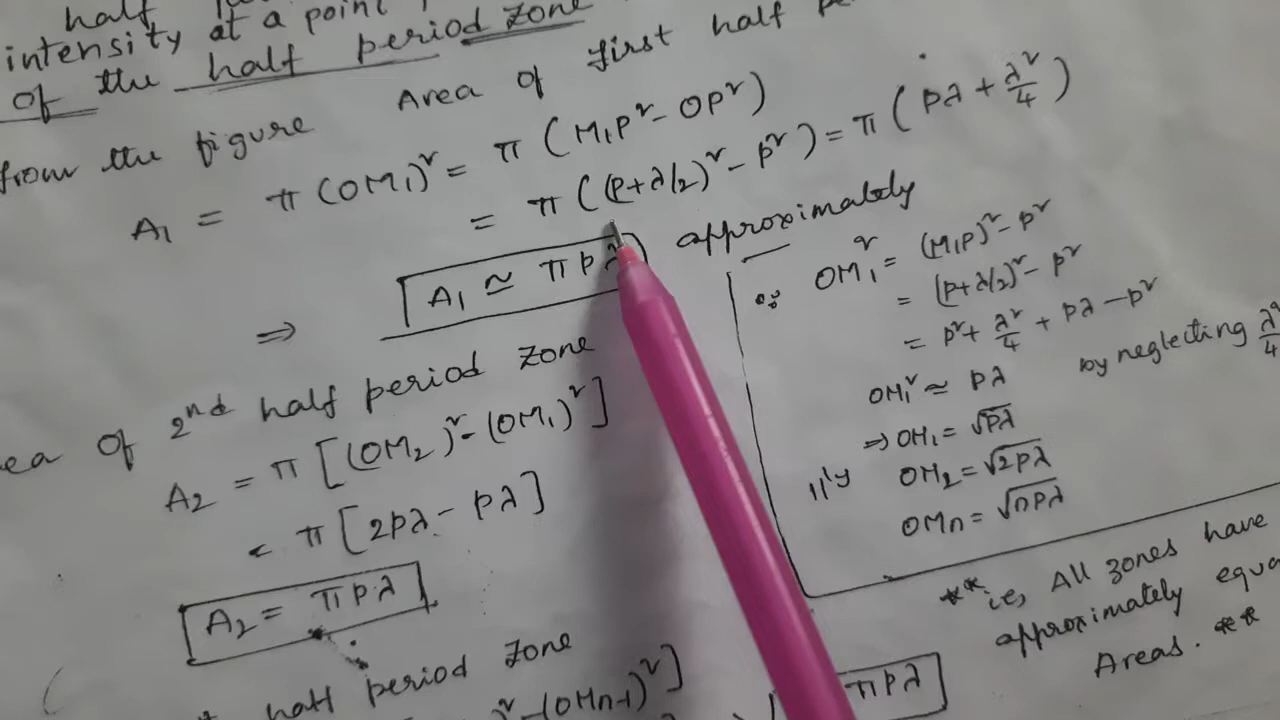 half
intensity at a point
of the half period zone
from the figure Area of first half
A₁ = π(OM₁)² = π(M₁P² - OP²)
= π((P+λ/2)² - P²) = π(pλ + λ²/4)
⇒ A₁ ≃ πpλ approximately
Area of 2nd half period zone
A₂ = π[(OM₂)² - (OM₁)²]
= π[2pλ - pλ]
A₂ = πpλ
half period zone
-(OMn-1)²]
πpλ
∵ OM₁² = (M₁P)² - P²
= (p+λ/2)² - p²
= p² + λ²/4 + pλ - p²
OM₁² ≃ pλ by neglecting λ²/4
⇒ OM₁ = √pλ
|||ly OM₂ = √2pλ
OMn = √npλ
** ie, All zones have
approximately equa
Areas. **